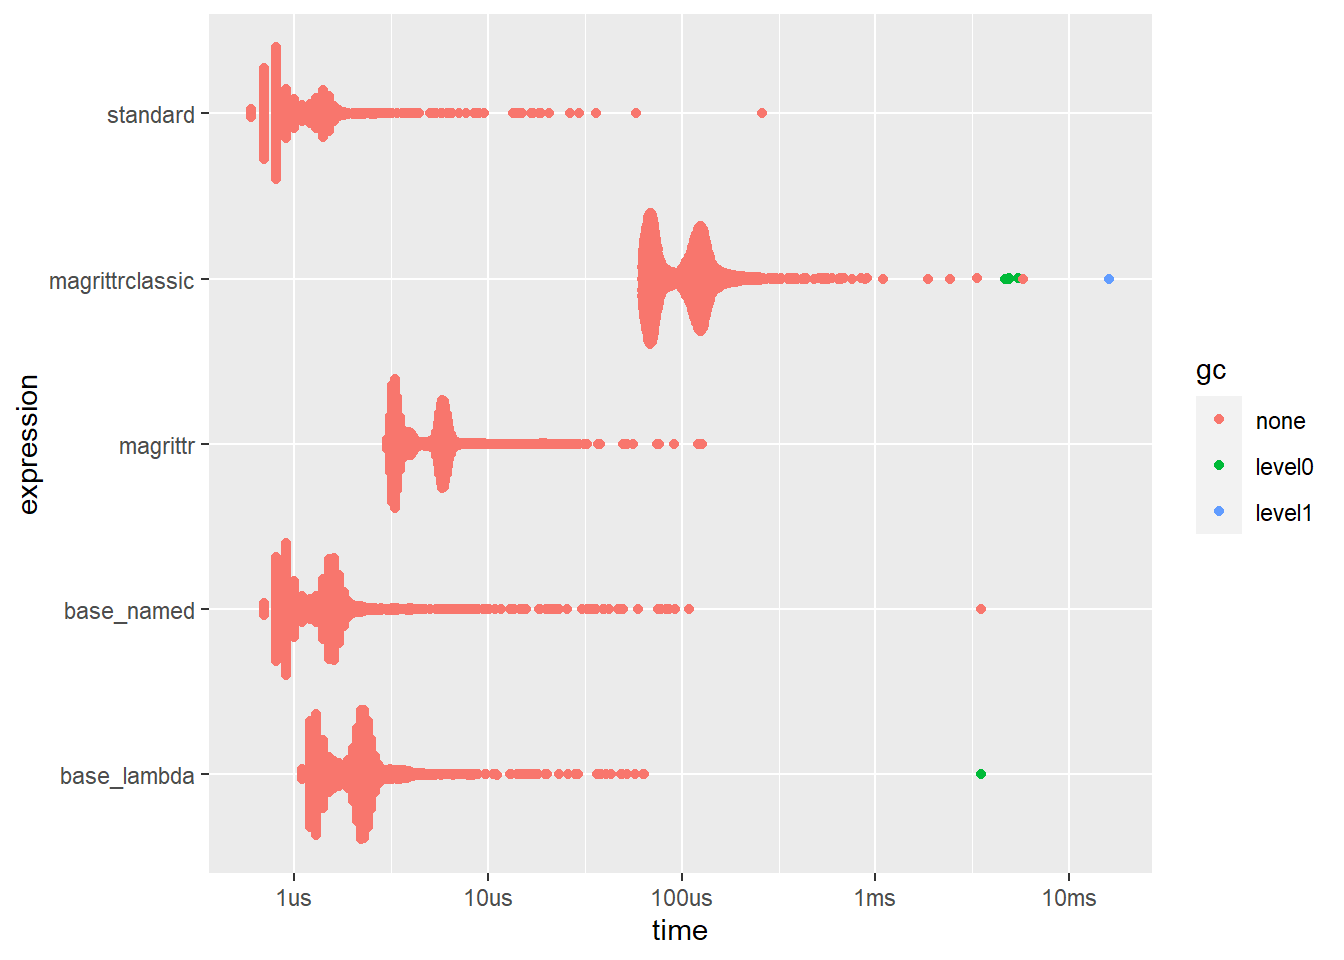 expression
standard
magrittrclassic
magrittr
base_named
base_lambda
1us
10us
100us
1ms
10ms
time
gc
none
level0
level1